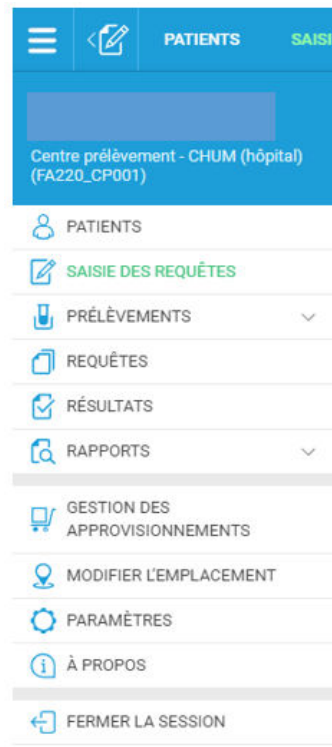 PATIENTS SAISI
Centre prélèvement - CHUM (hôpital)
(FA220_CP001)
PATIENTS
SAISIE DES REQUÊTES
PRÉLÈVEMENTS
REQUÊTES
RÉSULTATS
RAPPORTS
GESTION DES
APPROVISIONNEMENTS
MODIFIER L'EMPLACEMENT
PARAMÈTRES
À PROPOS
FERMER LA SESSION